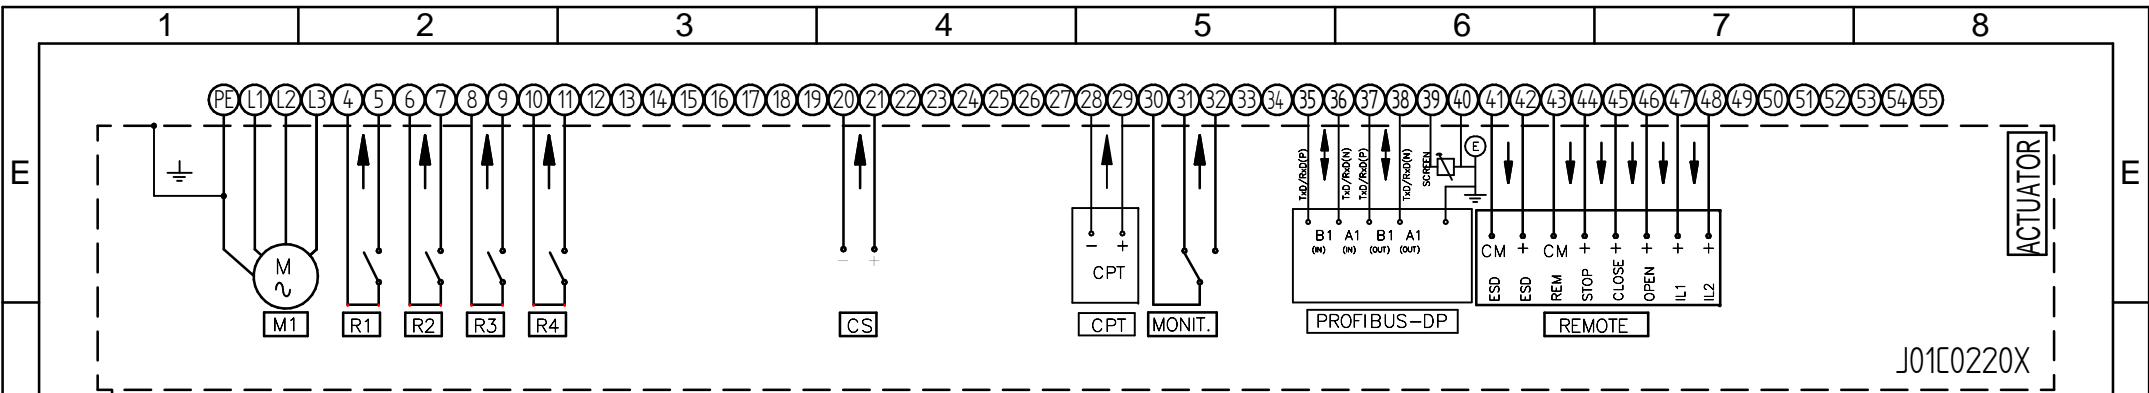 1 2 3 4 5 6 7 8
PE L1 L2 L3 4 5 6 7 8 9 10 11 12 13 14 15 16 17 18 19 20 21 22 23 24 25 26 27 28 29 30 31 32 33 34 35 36 37 38 39 40 41 42 43 44 45 46 47 48 49 50 51 52 53 54 55
E E
ACTUATOR
TxD/RxD(P) TxD/RxD(N) TxD/RxD(P) TxD/RxD(N) SCREEN E
M
- +
- +
CPT
B1 A1 B1 A1
(IN) (IN) (OUT) (OUT)
CM + CM + + + + +
ESD ESD REM STOP CLOSE OPEN IL1 IL2
M1 R1 R2 R3 R4 CS CPT MONIT. PROFIBUS-DP REMOTE
J01C0220X